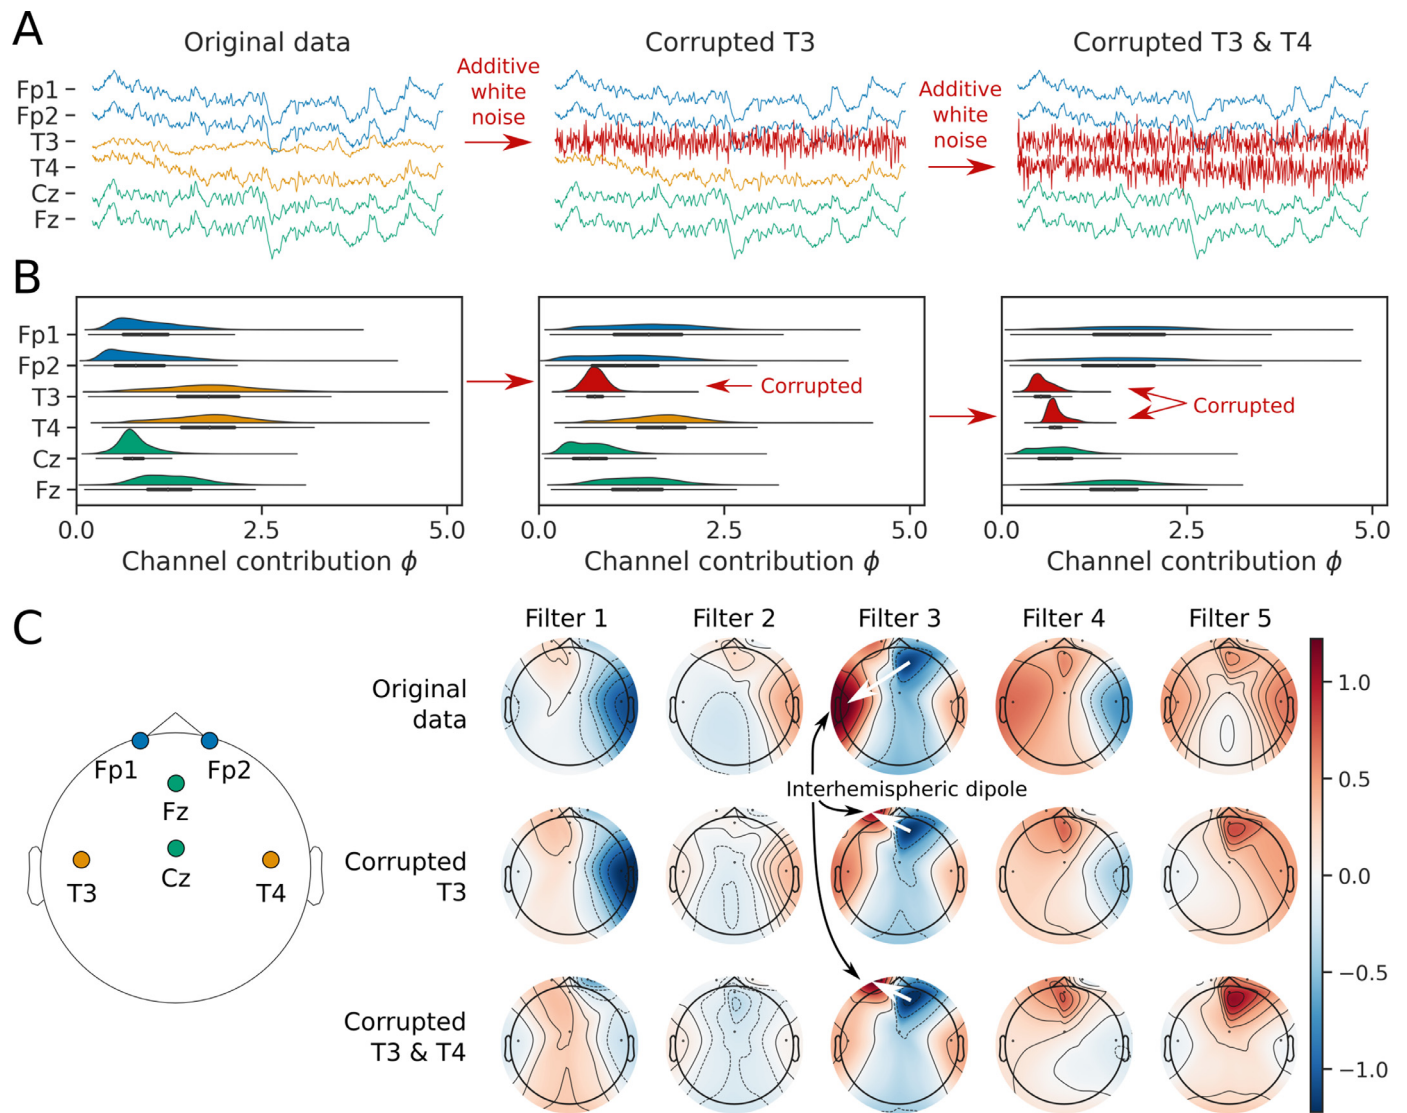 A
Original data
Corrupted T3
Corrupted T3 & T4
Additive
white
noise
Additive
white
noise
Fp1
Fp2
T3
T4
Cz
Fz
B
Fp1
Fp2
T3
T4
Cz
Fz
Corrupted
Corrupted
0.0 2.5 5.0
0.0 2.5 5.0
0.0 2.5 5.0
Channel contribution ϕ
Channel contribution ϕ
Channel contribution ϕ
C
Filter 1
Filter 2
Filter 3
Filter 4
Filter 5
Original
data
Interhemispheric dipole
Corrupted
T3
Corrupted
T3 & T4
Fp1
Fp2
Fz
Cz
T3
T4
1.0
0.5
0.0
−0.5
−1.0